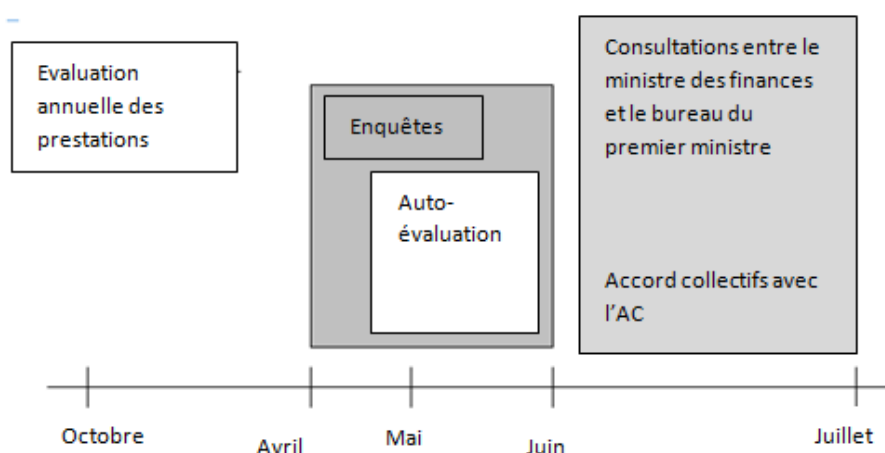 Evaluation
annuelle des
prestations
Enquêtes
Auto-
évaluation
Consultations entre le
ministre des finances
et le bureau du
premier ministre
Accord collectifs avec
l'AC
Octobre
Avril
Mai
Juin
Juillet